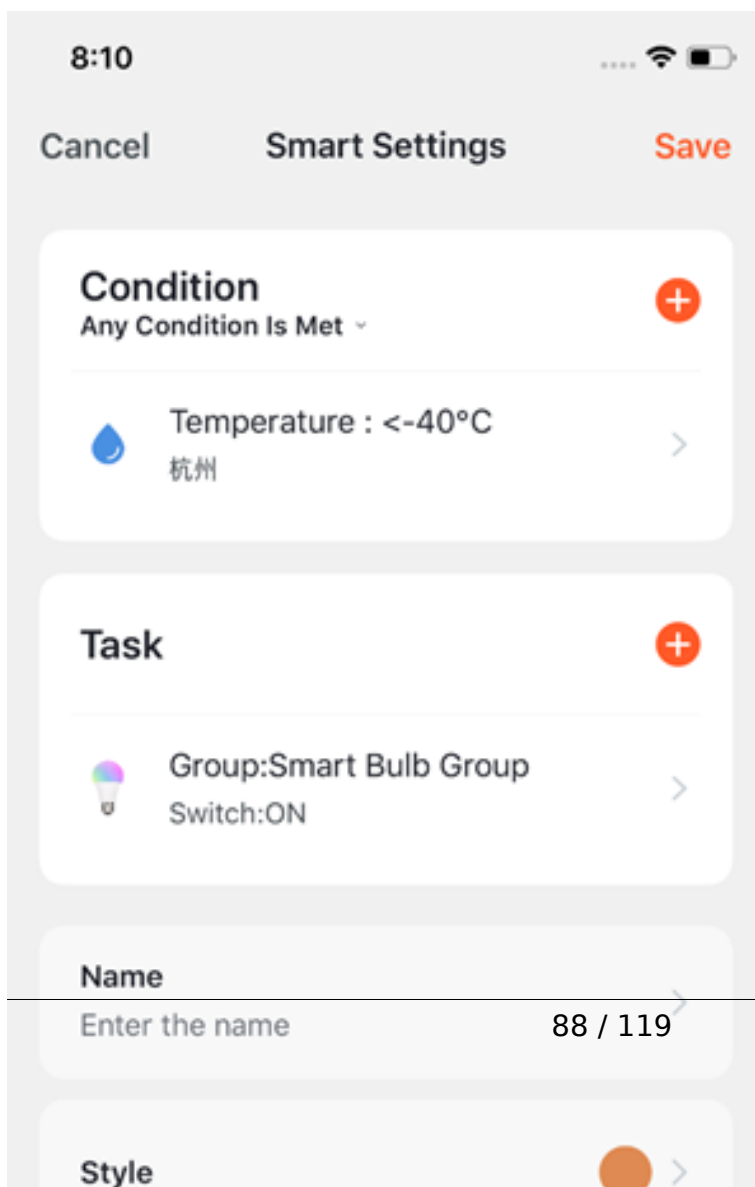 8:10
Cancel Smart Settings Save
Condition
Any Condition Is Met
Temperature : <-40°C
杭州
Task
Group:Smart Bulb Group
Switch:ON
Name
Enter the name 88 / 119
Style